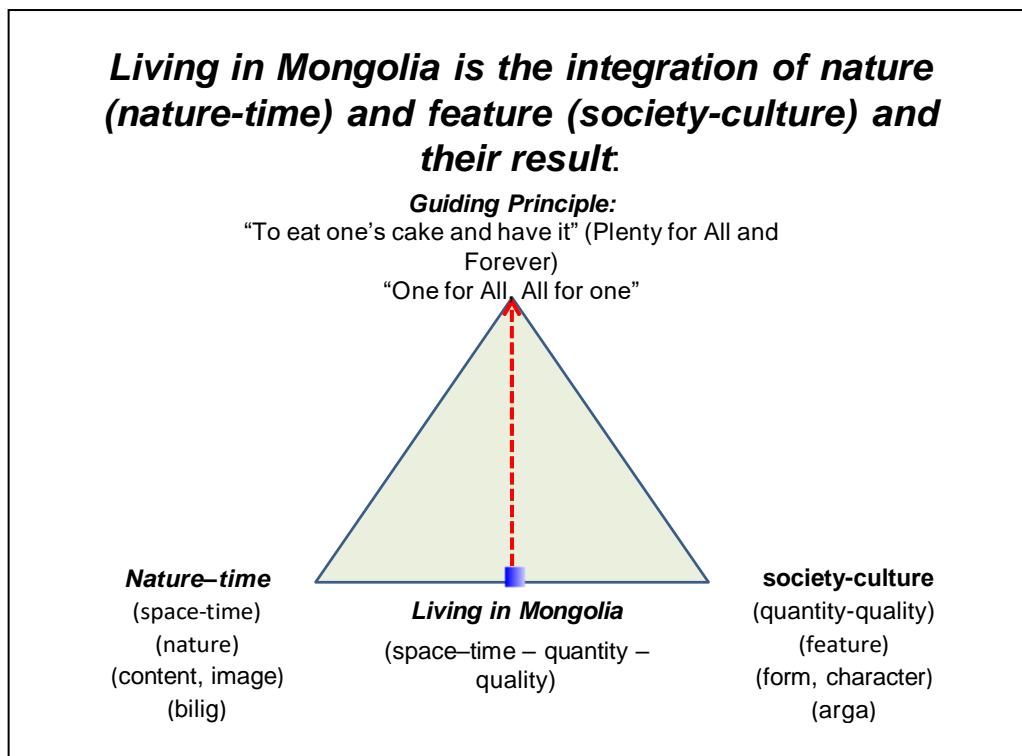 Living in Mongolia is the integration of nature
(nature-time) and feature (society-culture) and
their result:
Guiding Principle:
“To eat one’s cake and have it” (Plenty for All and
Forever)
“One for All, All for one”
Nature–time
(space-time)
(nature)
(content, image)
(bilig)
Living in Mongolia
(space–time – quantity –
quality)
society-culture
(quantity-quality)
(feature)
(form, character)
(arga)